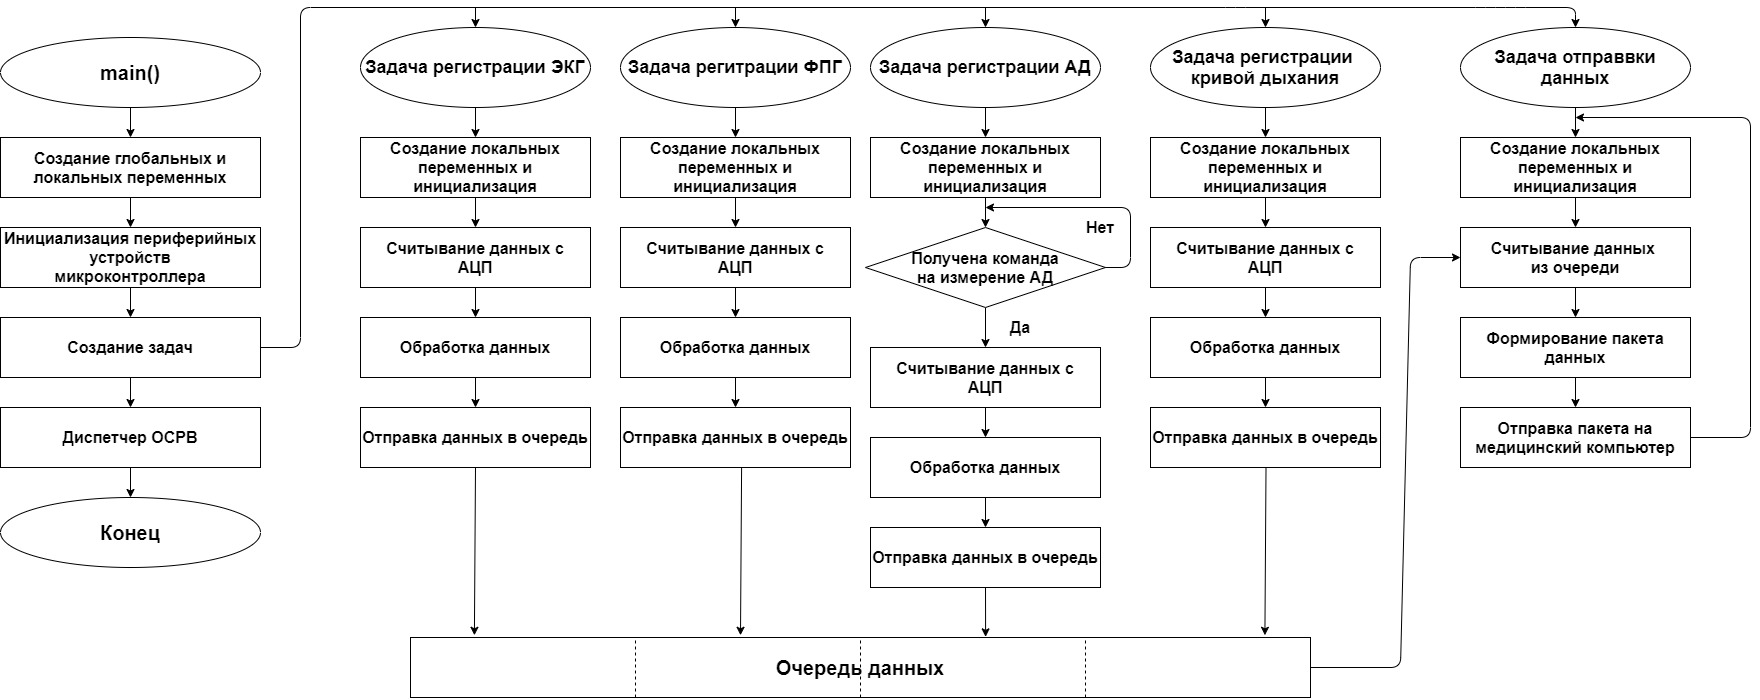 main()
Создание глобальных и
локальных переменных
Инициализация периферийных
устройств
микроконтроллера
Создание задач
Диспетчер ОСРВ
Конец
Задача регистрации ЭКГ
Создание локальных
переменных и
инициализация
Считывание данных с
АЦП
Обработка данных
Отправка данных в очередь
Задача регитрации ФПГ
Создание локальных
переменных и
инициализация
Считывание данных с
АЦП
Обработка данных
Отправка данных в очередь
Задача регистрации АД
Создание локальных
переменных и
инициализация
Нет
Получена команда
на измерение АД
Да
Считывание данных с
АЦП
Обработка данных
Отправка данных в очередь
Задача регистрации
кривой дыхания
Создание локальных
переменных и
инициализация
Считывание данных с
АЦП
Обработка данных
Отправка данных в очередь
Задача отправвки
данных
Создание локальных
переменных и
инициализация
Считывание данных
из очереди
Формирование пакета
данных
Отправка пакета на
медицинский компьютер
Очередь данных